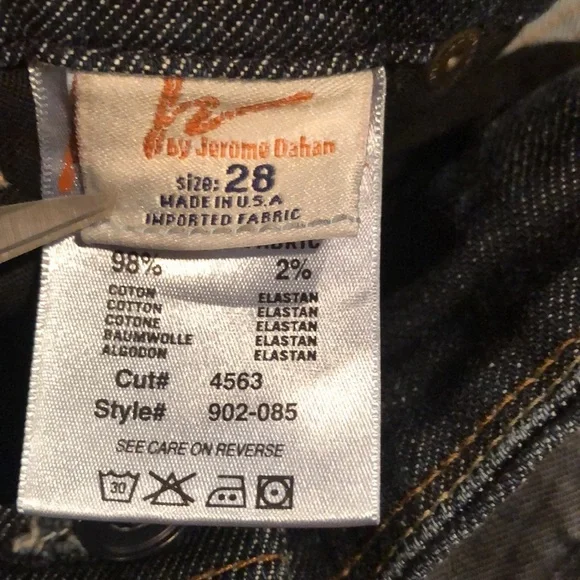 by Jerome Dahan
size: 28
MADE IN U.S.A
IMPORTED FABRIC
FABRIC
98% 2%
COTON ELASTAN
COTTON ELASTAN
COTONE ELASTAN
BAUMWOLLE ELASTAN
ALGODON ELASTAN
Cut# 4563
Style# 902-085
SEE CARE ON REVERSE
30